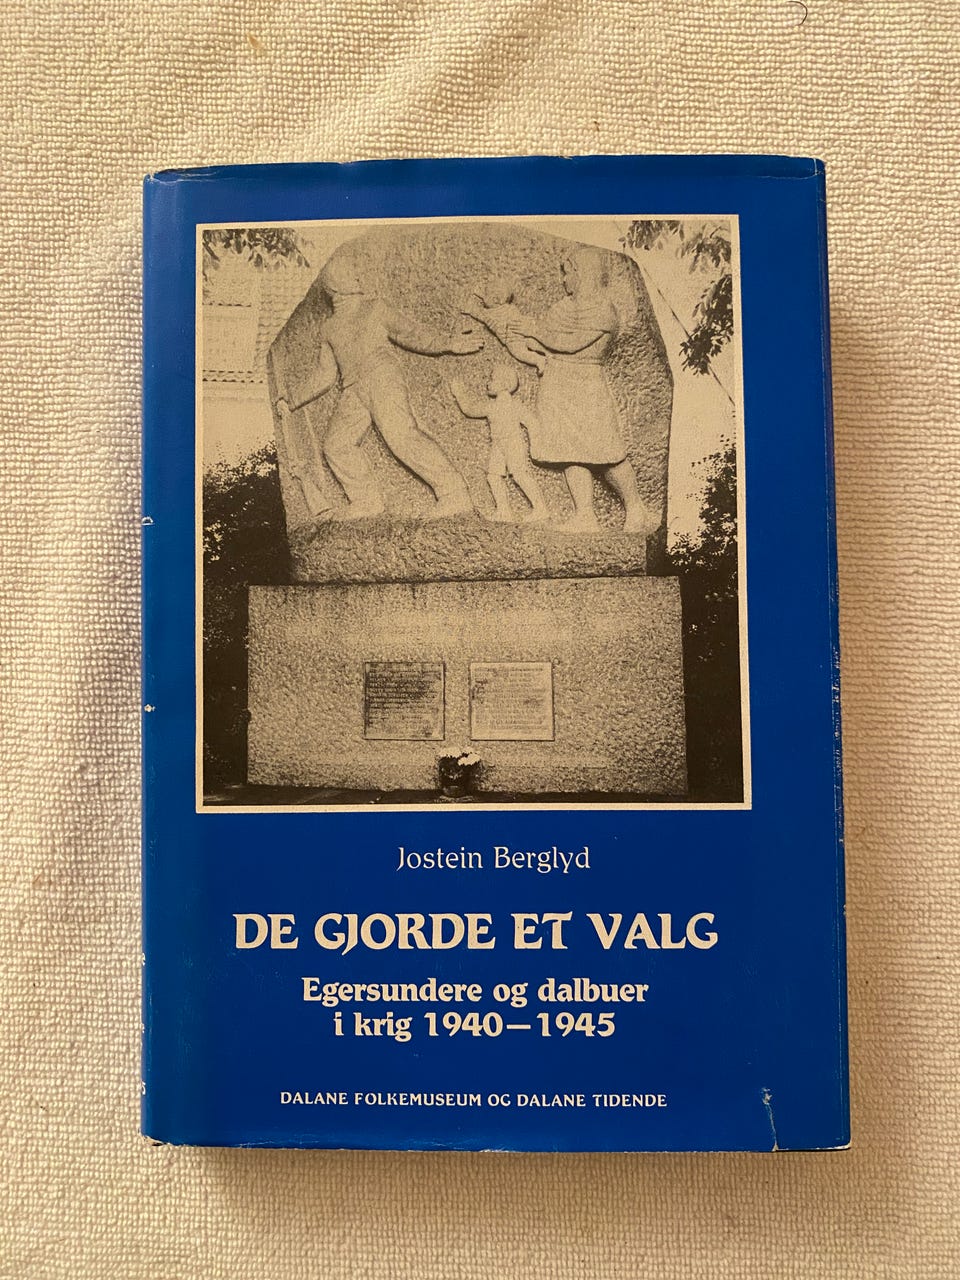 Jostein Berglyd
DE GJORDE ET VALG
Egersundere og dalbuer
i krig 1940–1945
DALANE FOLKEMUSEUM OG DALANE TIDENDE